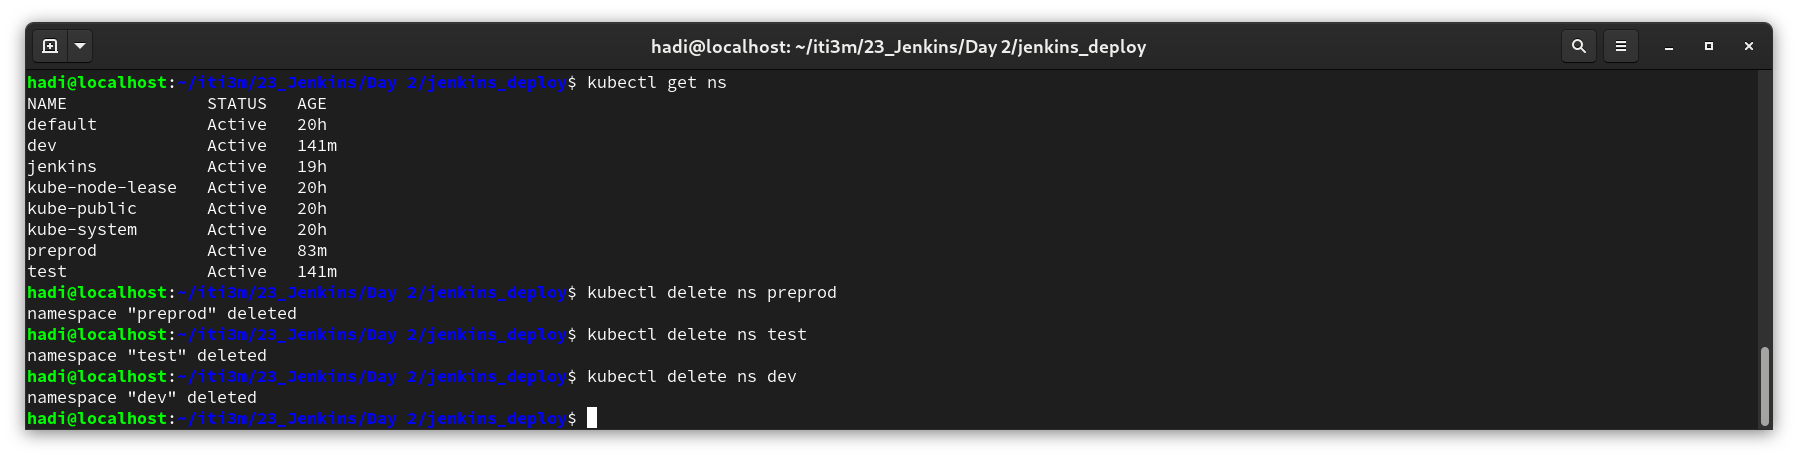 hadi@localhost: ~/iti3m/23_Jenkins/Day 2/jenkins_deploy
hadi@localhost:~/iti3m/23_Jenkins/Day 2/jenkins_deploy$ kubectl get ns
NAME              STATUS   AGE
default           Active   20h
dev               Active   141m
jenkins           Active   19h
kube-node-lease   Active   20h
kube-public       Active   20h
kube-system       Active   20h
preprod           Active   83m
test              Active   141m
hadi@localhost:~/iti3m/23_Jenkins/Day 2/jenkins_deploy$ kubectl delete ns preprod
namespace "preprod" deleted
hadi@localhost:~/iti3m/23_Jenkins/Day 2/jenkins_deploy$ kubectl delete ns test
namespace "test" deleted
hadi@localhost:~/iti3m/23_Jenkins/Day 2/jenkins_deploy$ kubectl delete ns dev
namespace "dev" deleted
hadi@localhost:~/iti3m/23_Jenkins/Day 2/jenkins_deploy$